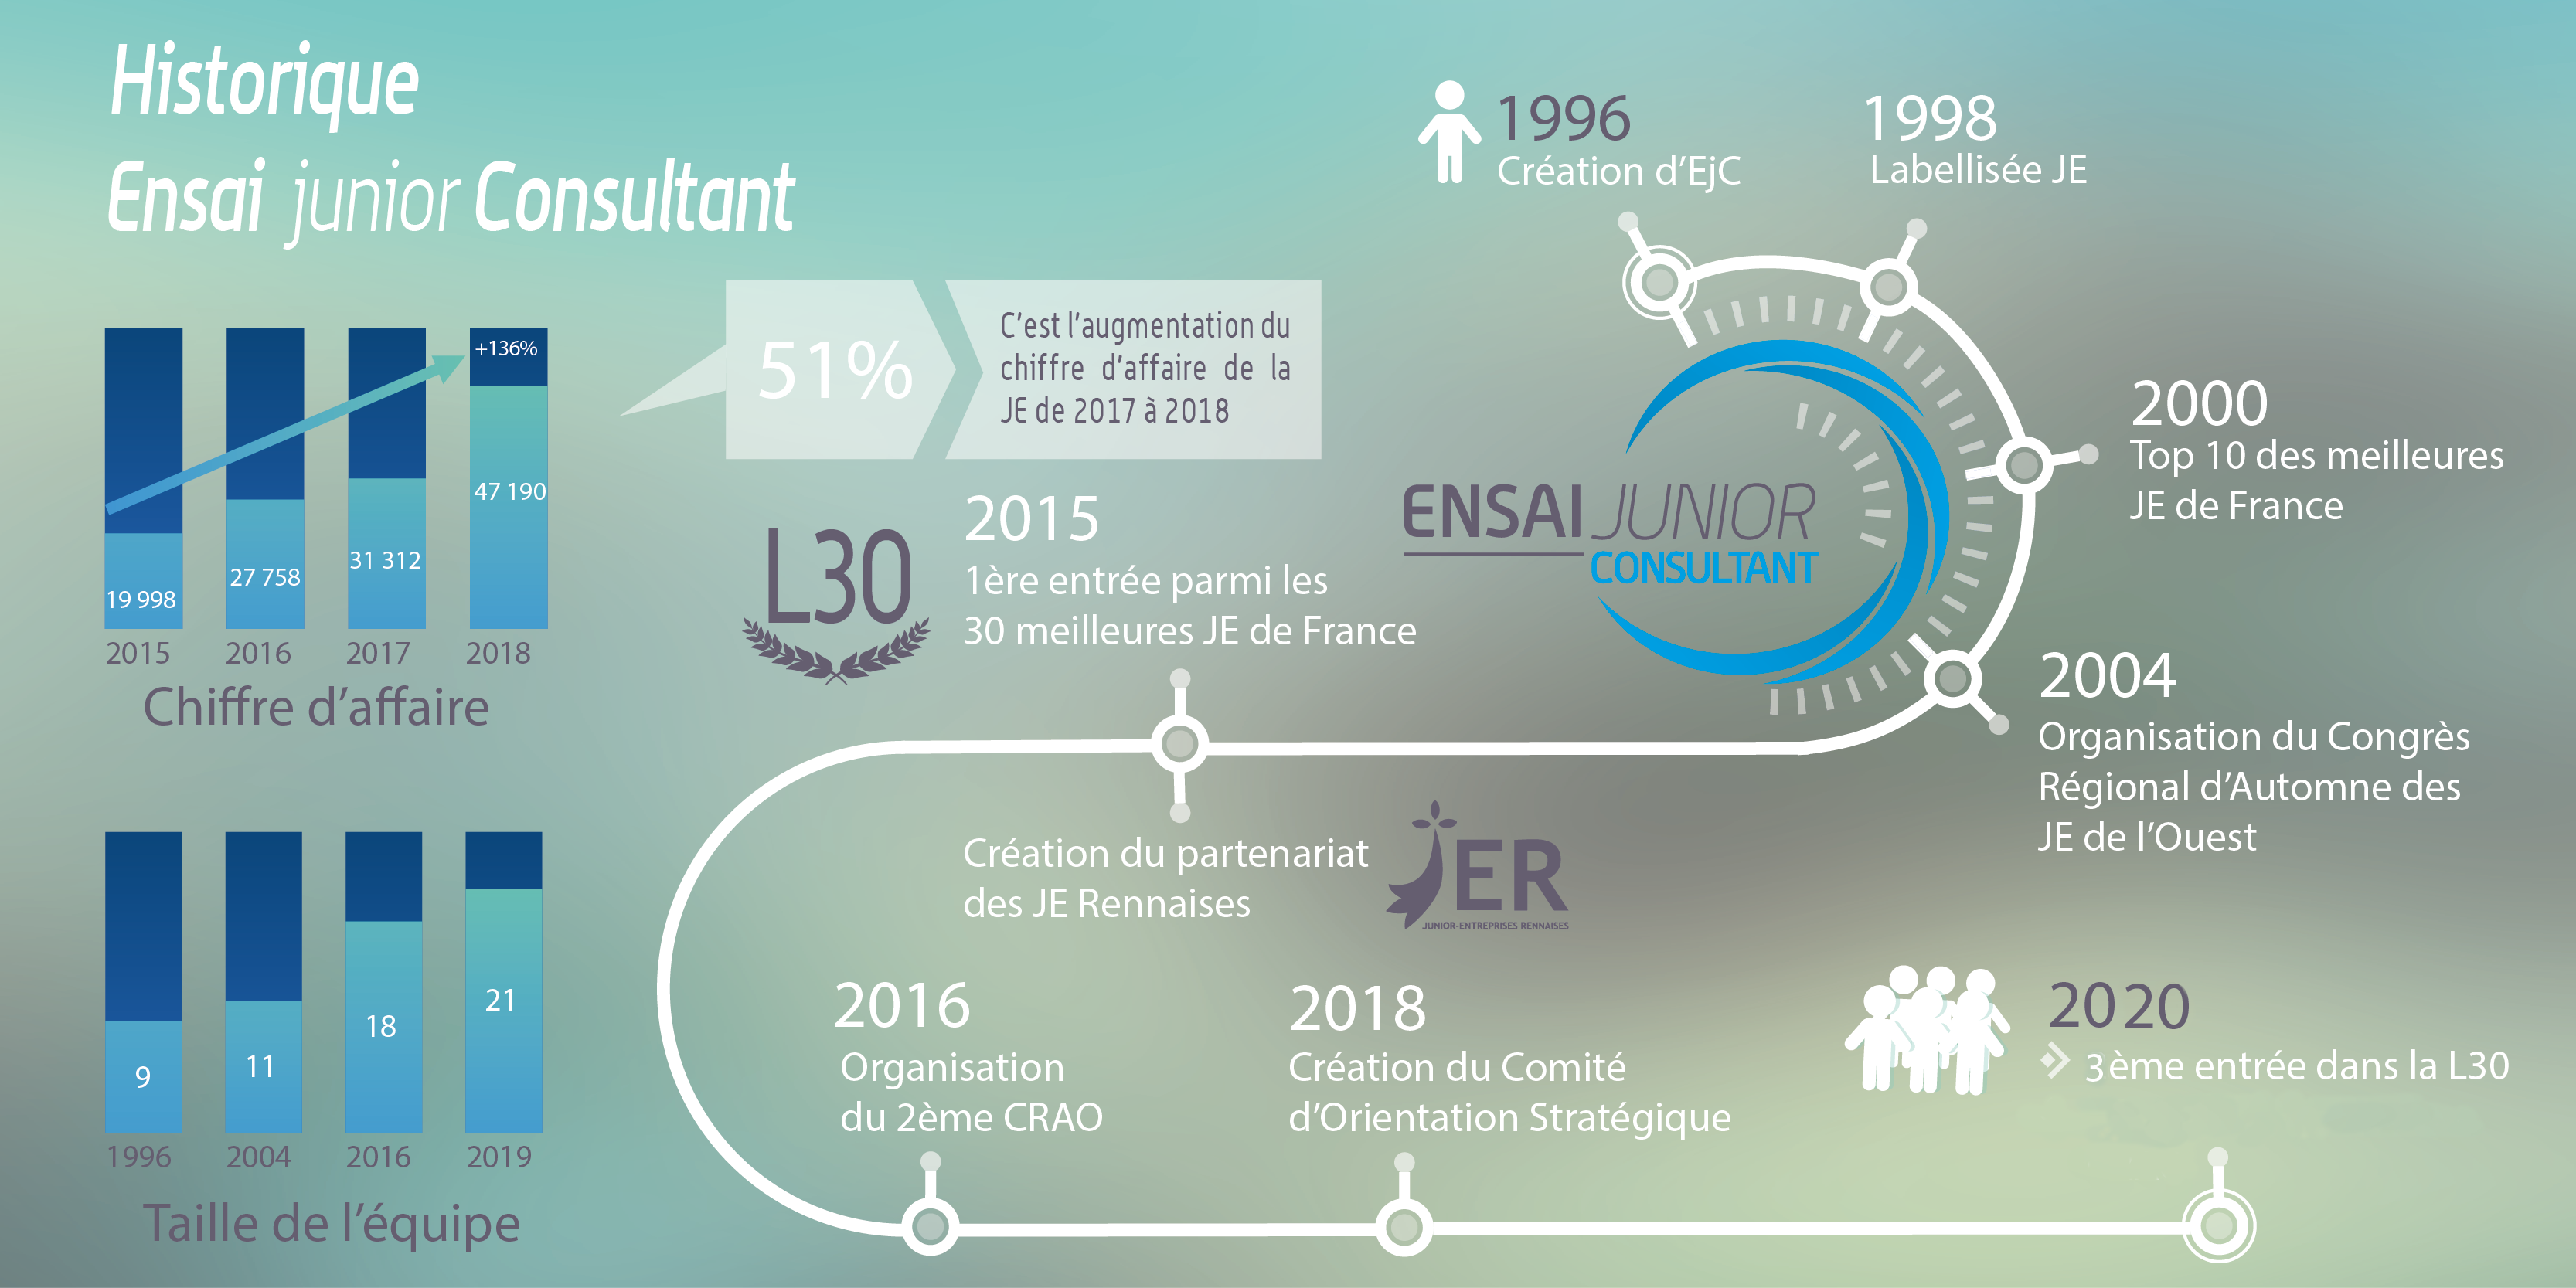 Historique
Ensai junior Consultant
+136%
19 998
27 758
31 312
47 190
2015
2016
2017
2018
Chiffre d'affaire
51%
C'est l'augmentation du
chiffre d'affaire de la
JE de 2017 à 2018
9
11
18
21
1996
2004
2016
2019
Taille de l'équipe
1996
Création d'EjC
1998
Labellisée JE
2000
Top 10 des meilleures
JE de France
ENSAI JUNIOR
CONSULTANT
2004
Organisation du Congrès
Régional d'Automne des
JE de l'Ouest
L30
2015
1ère entrée parmi les
30 meilleures JE de France
Création du partenariat
des JE Rennaises
JER
JUNIOR-ENTREPRISES RENNAISES
2016
Organisation
du 2ème CRAO
2018
Création du Comité
d'Orientation Stratégique
2020
3ème entrée dans la L30